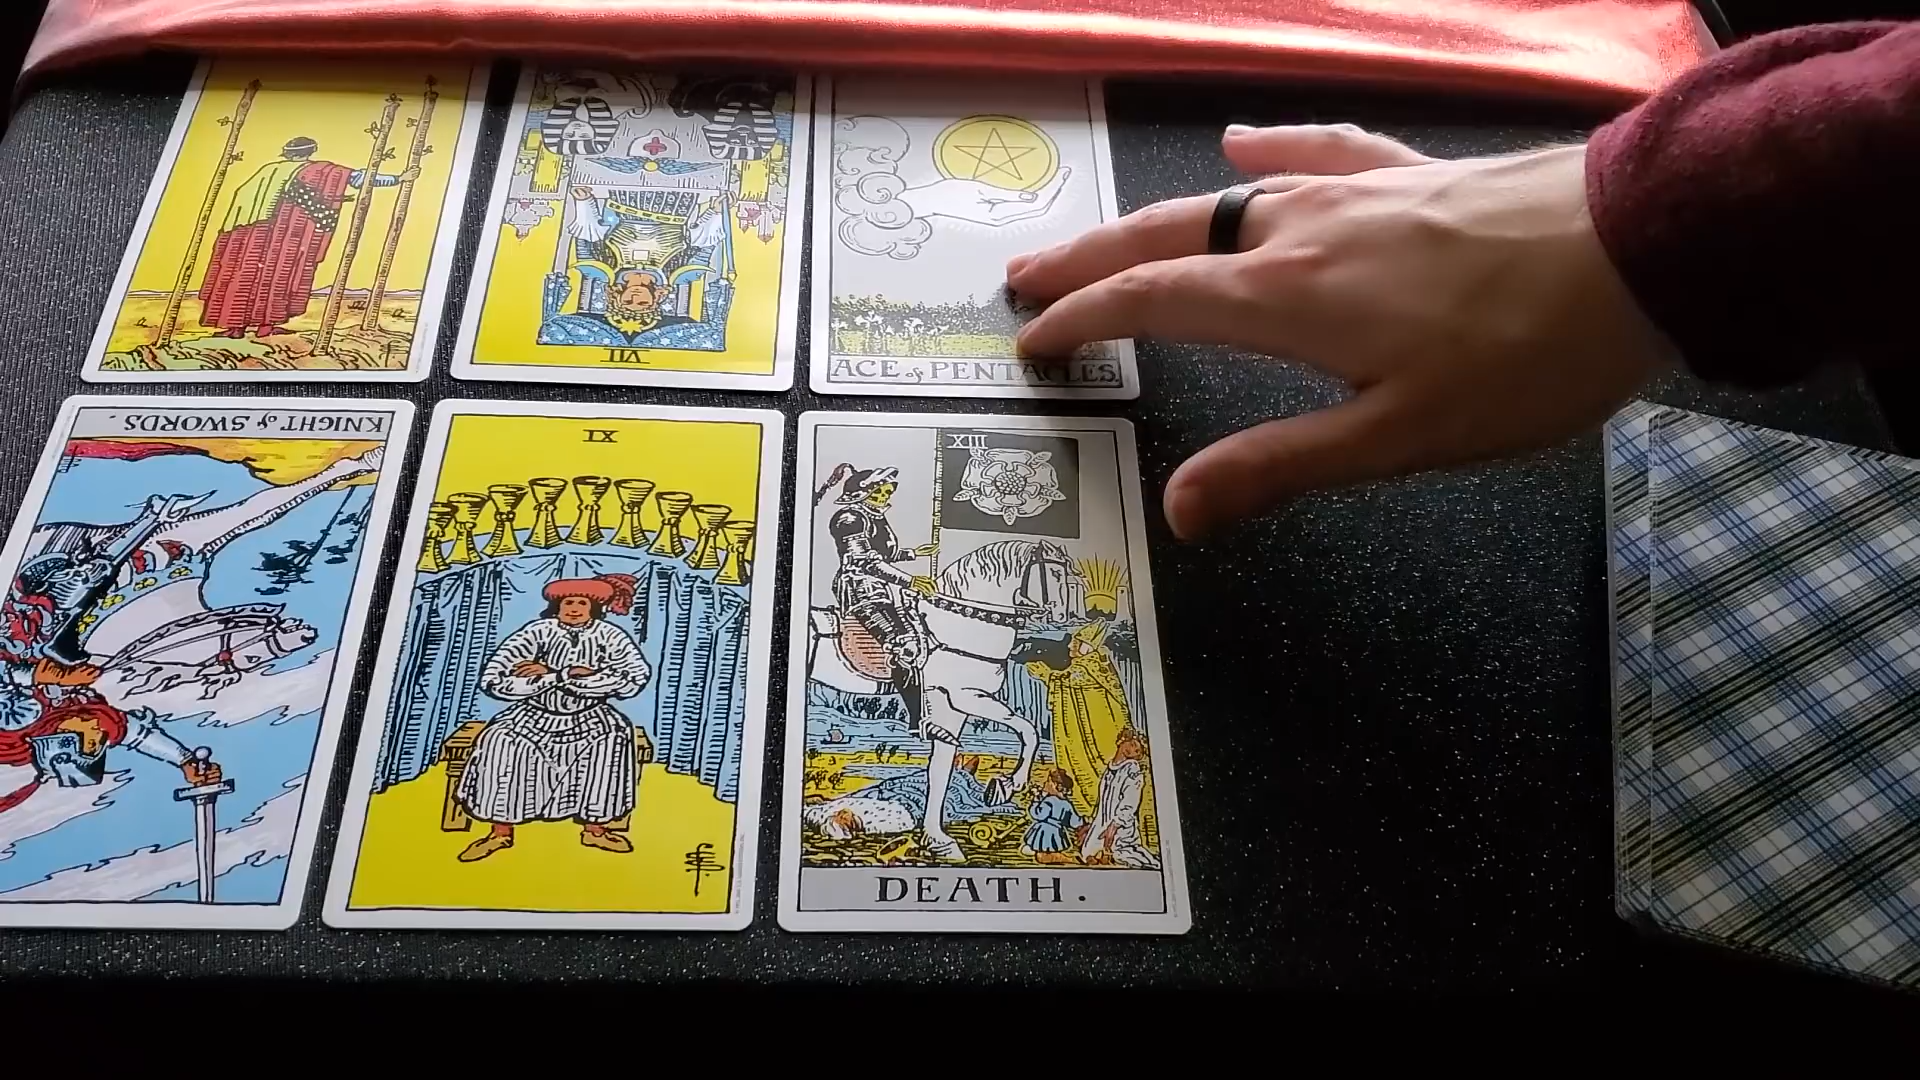 VII
ACE of PENTACLES.
KNIGHT of SWORDS.
IX
XIII
DEATH.